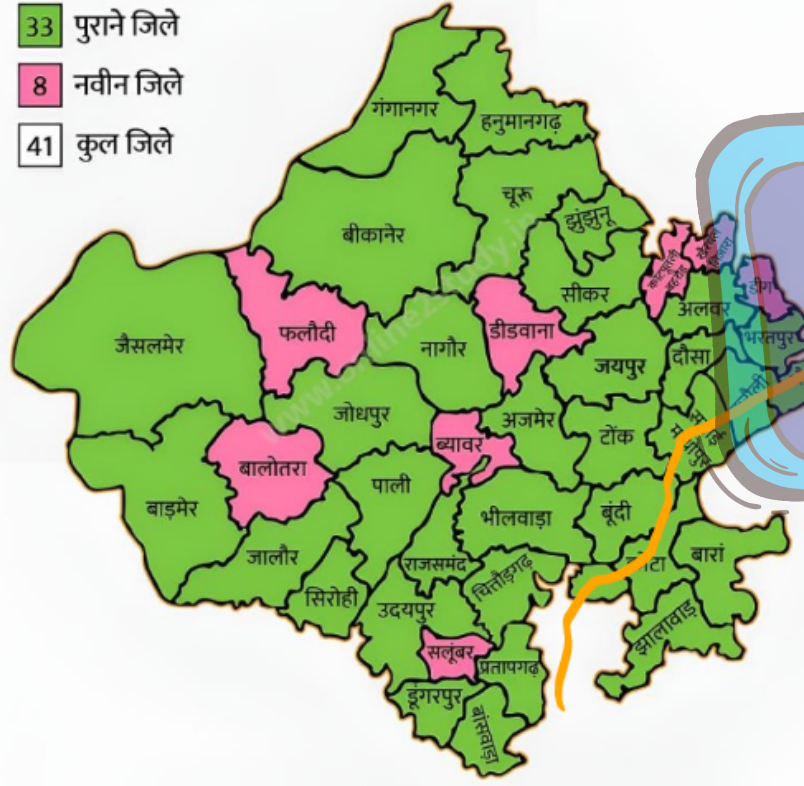 33 पुराने जिले
8 नवीन जिले
41 कुल जिले
गंगानगर
हनुमानगढ़
चूरू
झुंझुनू
बीकानेर
सीकर
अलवर
डीग
भरतपुर
जैसलमेर
फलौदी
नागौर
डीडवाना
जयपुर
दौसा
जोधपुर
अजमेर
टोंक
ब्यावर
बालोतरा
पाली
बाड़मेर
भीलवाड़ा
बूंदी
जालौर
राजसमंद
चित्तौड़गढ़
बारां
सिरोही
उदयपुर
झालावाड़
सलूंबर
प्रतापगढ़
डूंगरपुर
बांसवाड़ा